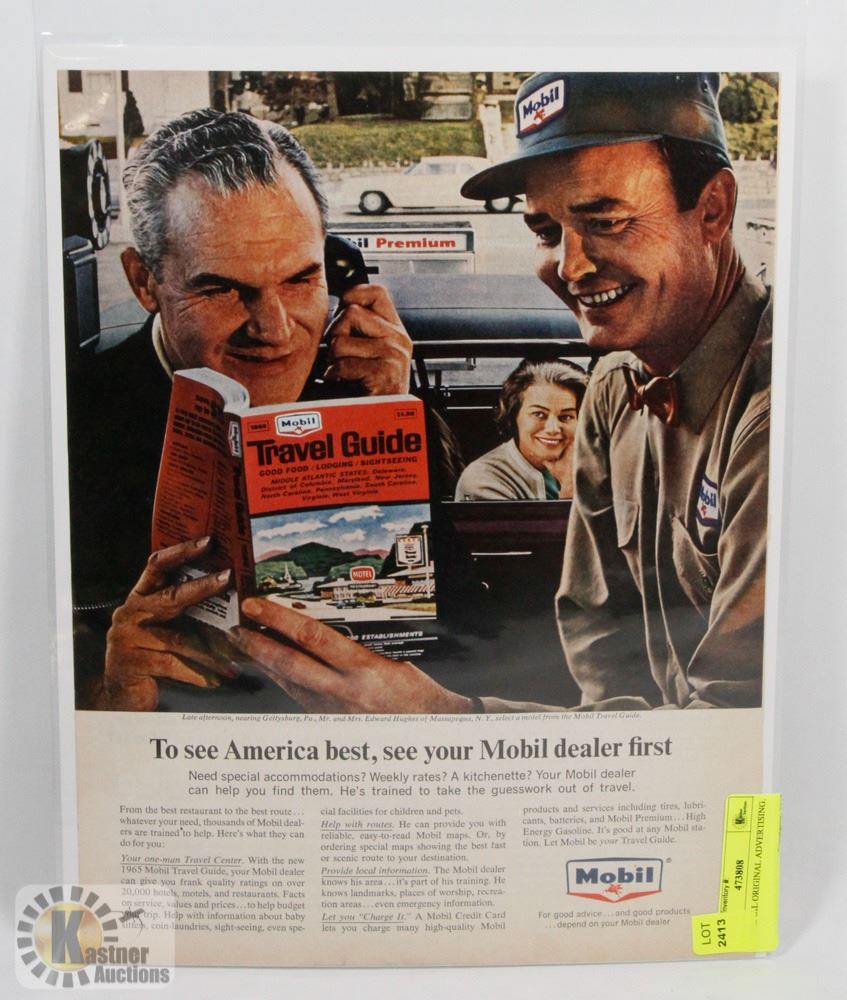 Mobil
il Premium
1965
Mobil
$1.50
Travel Guide
GOOD FOOD / LODGING / SIGHTSEEING
MIDDLE ATLANTIC STATES: Delaware,
District of Columbia, Maryland, New Jersey,
North Carolina, Pennsylvania, South Carolina,
Virginia, West Virginia
MOTEL
RESTAURANT
ESTABLISHMENTS
Mobil
Late afternoon, nearing Gettysburg, Pa., Mr. and Mrs. Edward Hughes of Massapequa, N. Y., select a motel from the Mobil Travel Guide.
To see America best, see your Mobil dealer first
Need special accommodations? Weekly rates? A kitchenette? Your Mobil dealer
can help you find them. He's trained to take the guesswork out of travel.
From the best restaurant to the best route...
whatever your need, thousands of Mobil deal-
ers are trained to help. Here's what they can
do for you:
Your one-man Travel Center. With the new
1965 Mobil Travel Guide, your Mobil dealer
can give you frank quality ratings on over
20,000 hotels, motels, and restaurants. Facts
on service, values and prices...to help budget
your trip. Help with information about baby
sitters, coin-laundries, sight-seeing, even spe-
cial facilities for children and pets.
Help with routes. He can provide you with
reliable, easy-to-read Mobil maps. Or, by
ordering special maps showing the best fast
or scenic route to your destination.
Provide local information. The Mobil dealer
knows his area...it's part of his training. He
knows landmarks, places of worship, recrea-
tion areas...even emergency information.
Let you "Charge It." A Mobil Credit Card
lets you charge many high-quality Mobil
products and services including tires, lubri-
cants, batteries, and Mobil Premium...High
Energy Gasoline. It's good at any Mobil sta-
tion. Let Mobil be your Travel Guide.
Mobil
For good advice...and good products
...depend on your Mobil dealer
LOT
2413
Inventory #:
473808
L ORIGINAL ADVERTISING.
Kastner
Auctions